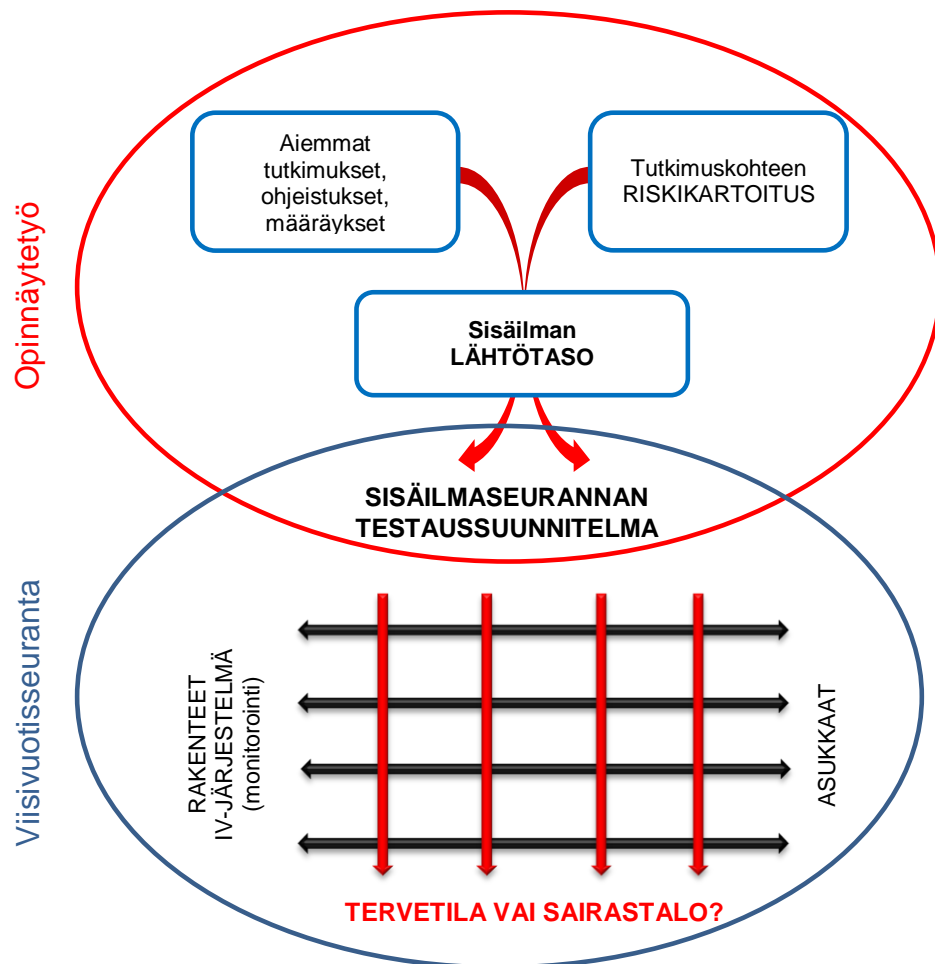 Opinnäytetyö
Aiemmat
tutkimukset,
ohjeistukset,
määräykset
Tutkimuskohteen
RISKIKARTOITUS
Sisäilman
LÄHTÖTASO
SISÄILMASEURANNAN
TESTAUSSUUNNITELMA
Viisivuotisseuranta
RAKENTEET
IV-JÄRJESTELMÄ
(monitorointi)
ASUKKAAT
TERVETILA VAI SAIRASTALO?